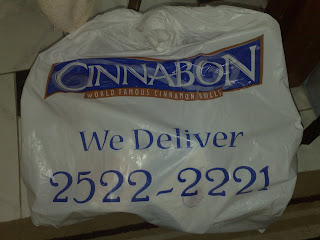 CINNABON
WORLD FAMOUS CINNAMON ROLLS
We Deliver
2522-2221